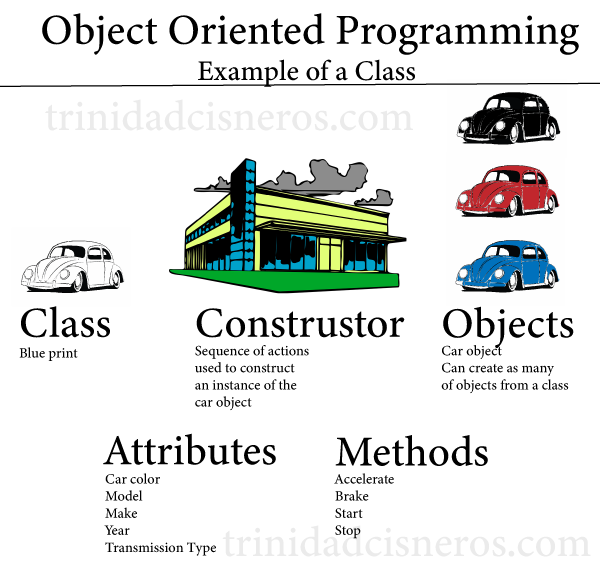 Object Oriented Programming
Example of a Class
trinidadcisneros.com
Class
Blue print
Construstor
Sequence of actions
used to construct
an instance of the
car object
Objects
Car object
Can create as many
of objects from a class
Attributes
Car color
Model
Make
Year
Transmission Type
Methods
Accelerate
Brake
Start
Stop
trinidadcisneros.com